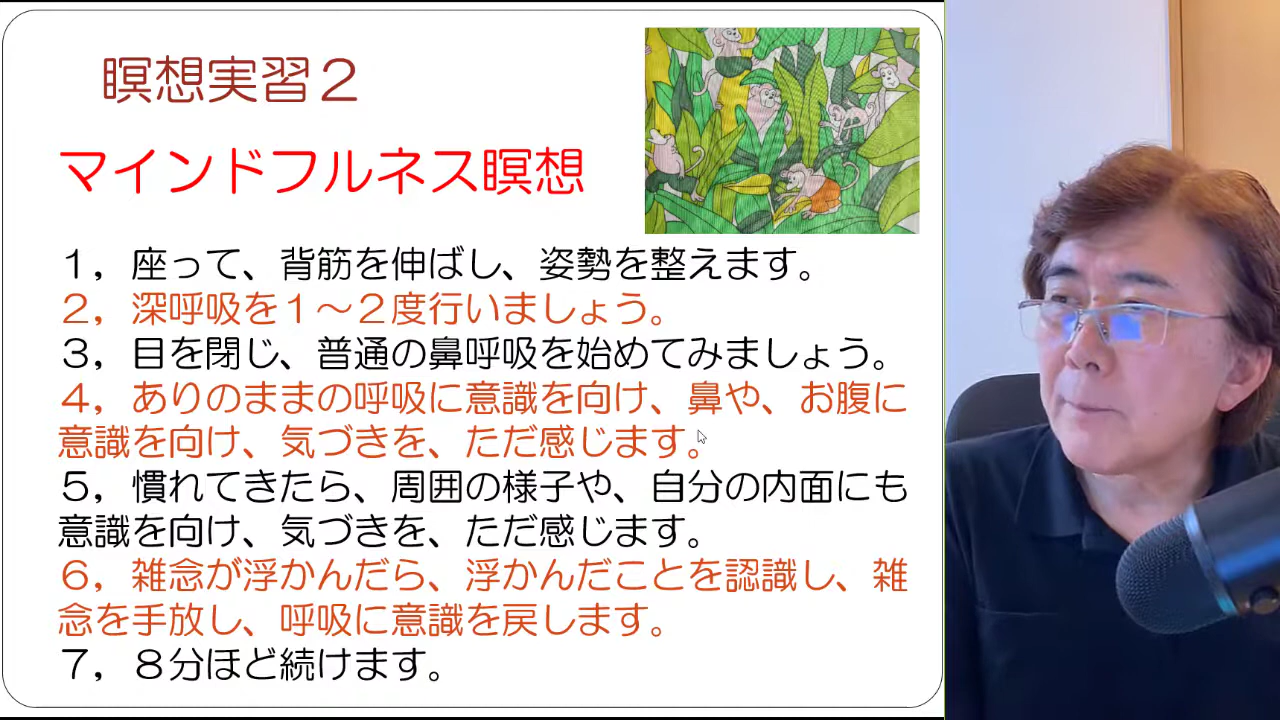 瞑想実習２
マインドフルネス瞑想
１，座って、背筋を伸ばし、姿勢を整えます。
２，深呼吸を１～２度行いましょう。
３，目を閉じ、普通の鼻呼吸を始めてみましょう。
４，ありのままの呼吸に意識を向け、鼻や、お腹に
意識を向け、気づきを、ただ感じます。
５，慣れてきたら、周囲の様子や、自分の内面にも
意識を向け、気づきを、ただ感じます。
６，雑念が浮かんだら、浮かんだことを認識し、雑
念を手放し、呼吸に意識を戻します。
７，８分ほど続けます。